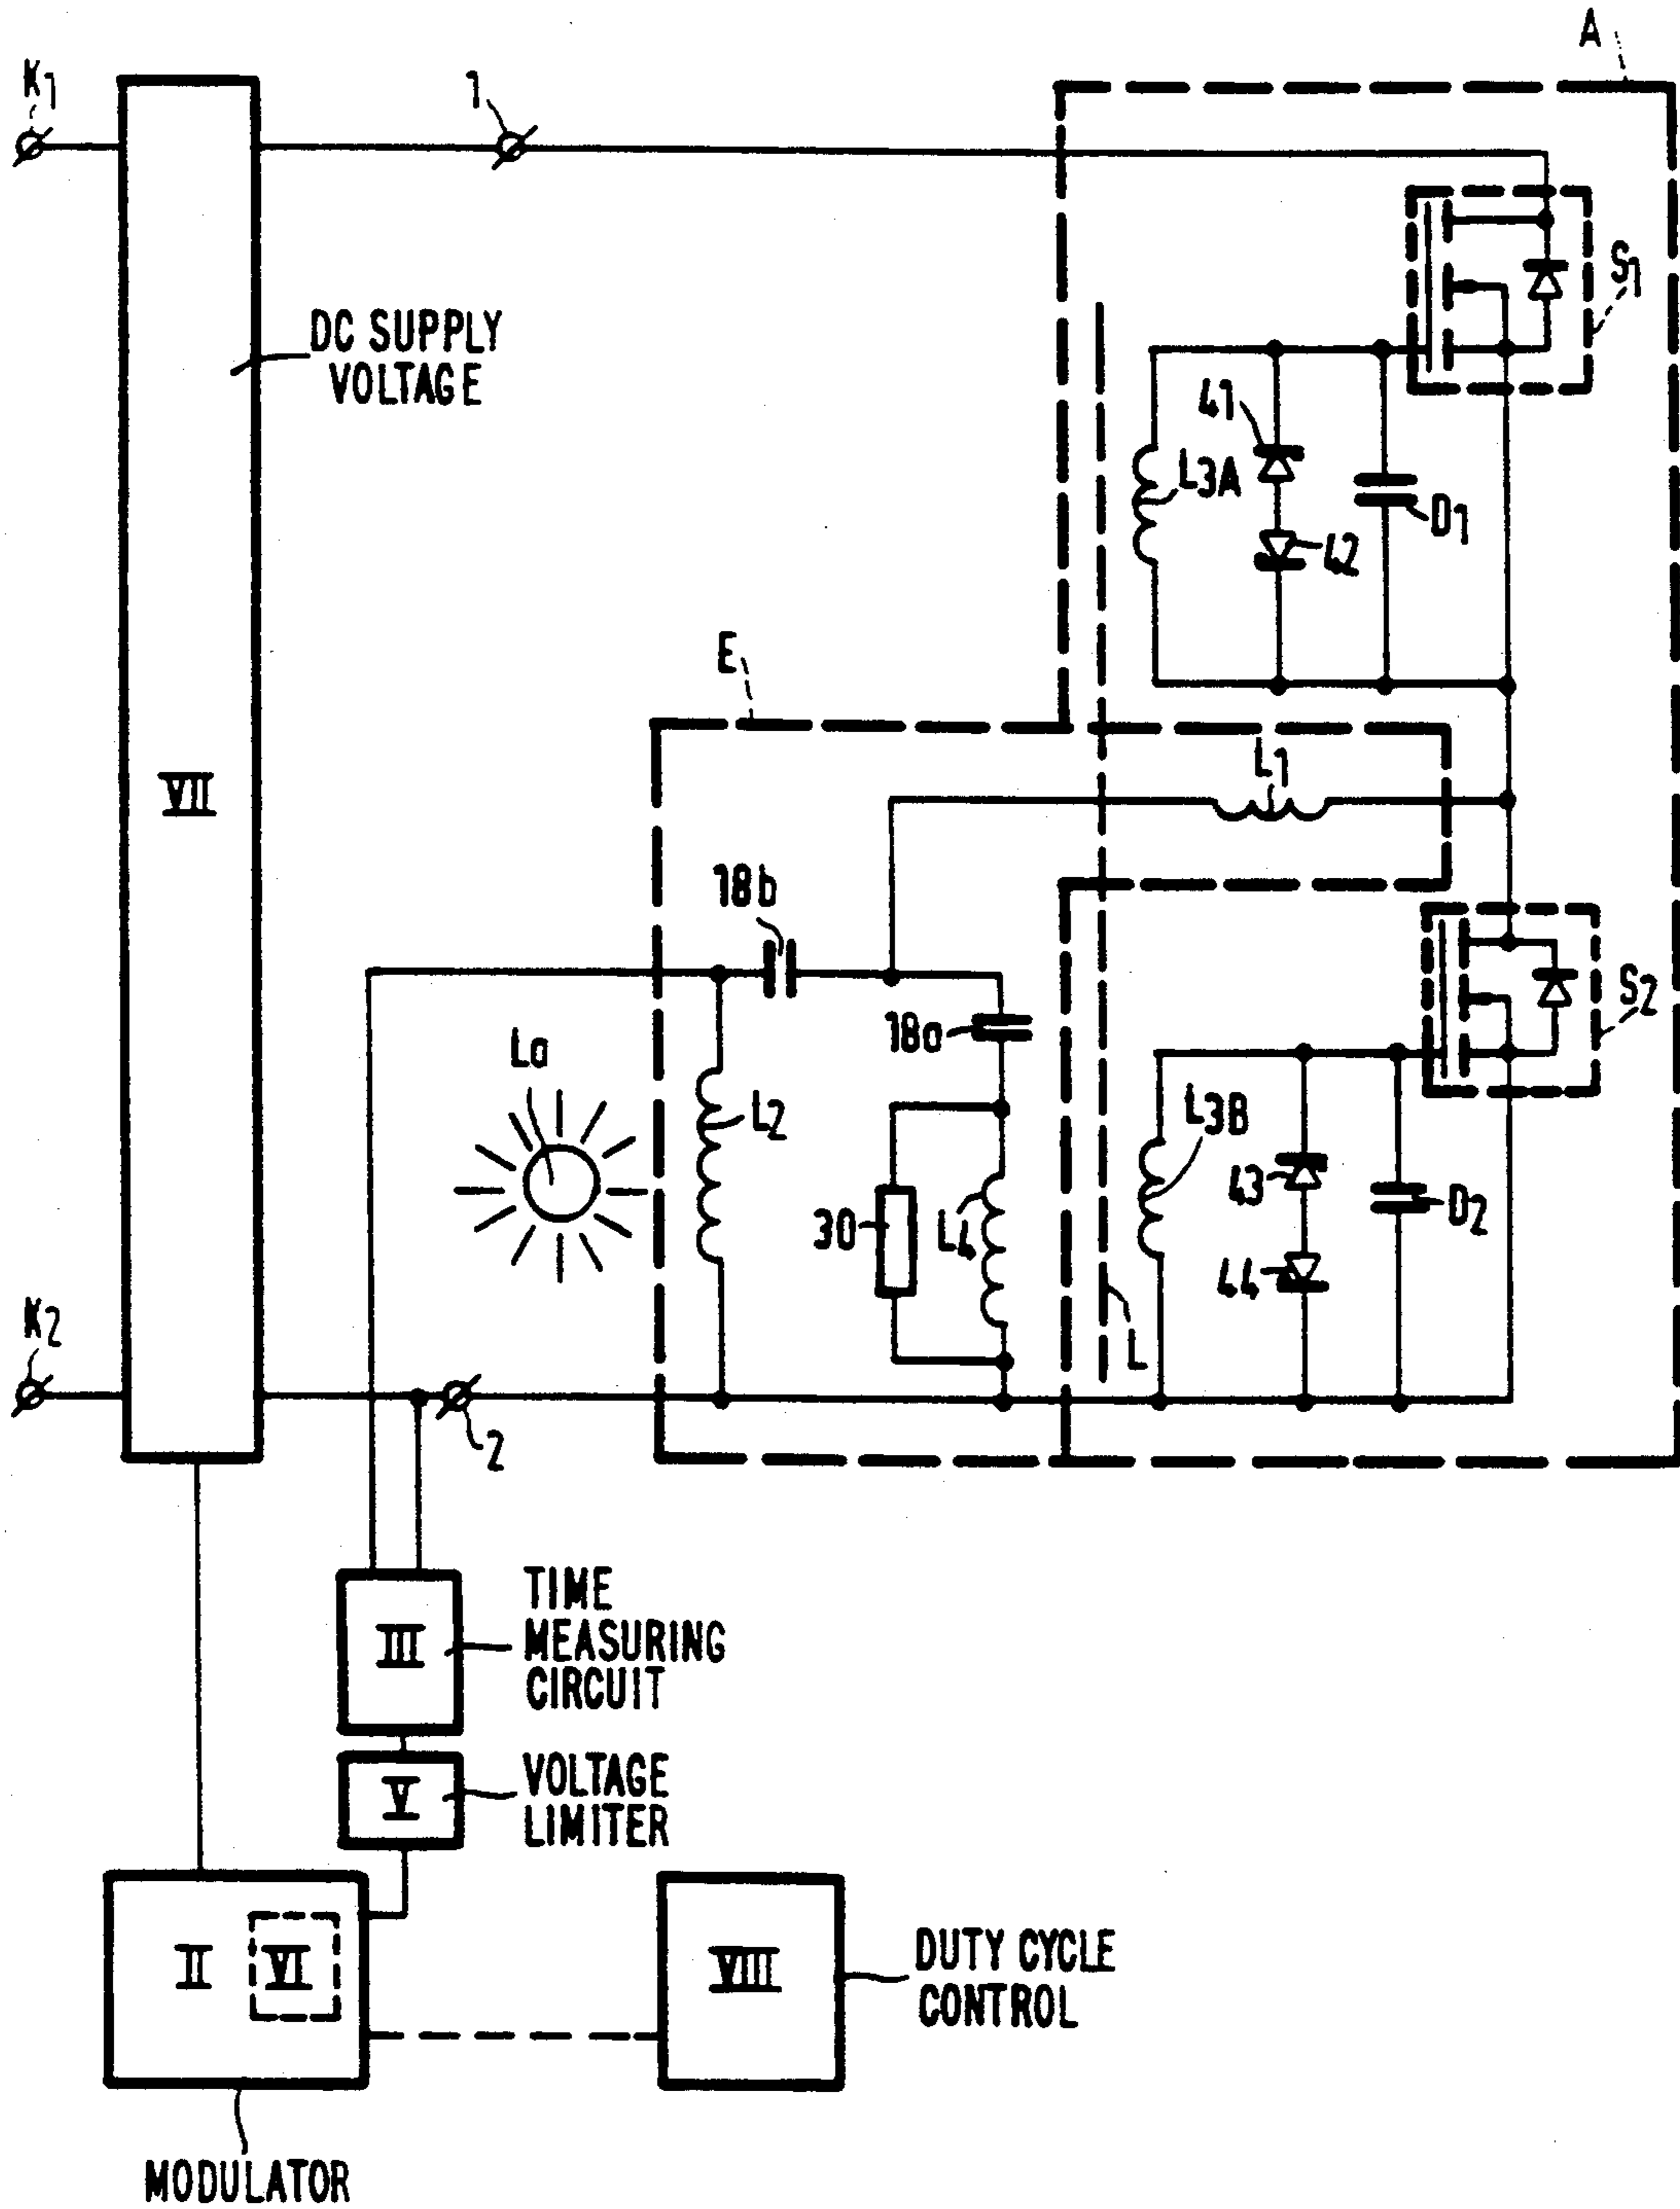 A
K1
1
S1
DC SUPPLY
VOLTAGE
41
L3A
D1
42
E
VII
L1
18b
S2
18a
La
L2
L3B
43
D2
30
L4
44
K2
L
2
III
TIME
MEASURING
CIRCUIT
V
VOLTAGE
LIMITER
II
VI
VIII
DUTY CYCLE
CONTROL
MODULATOR